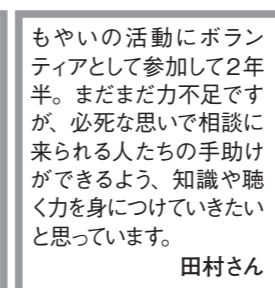 もやいの活動にボラン
ティアとして参加して2年
半。まだまだ力不足です
が、必死な思いで相談に
来られる人たちの手助け
ができるよう、知識や聴
く力を身につけていきたい
と思っています。
田村さん